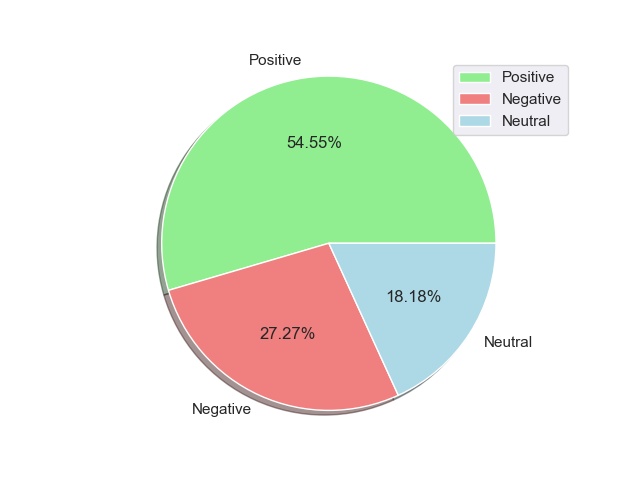 Positive
Positive
Negative
Neutral
54.55%
18.18%
27.27%
Neutral
Negative